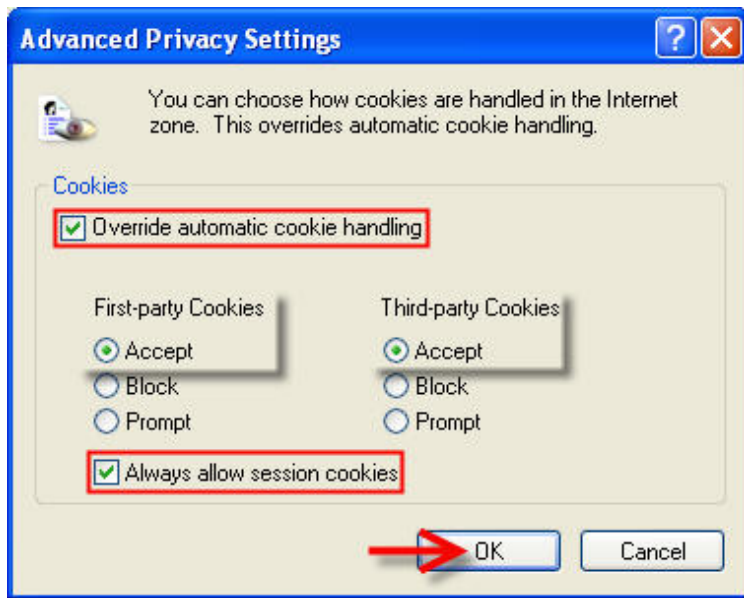 Advanced Privacy Settings
You can choose how cookies are handled in the Internet
zone. This overrides automatic cookie handling.
Cookies
Override automatic cookie handling
First-party Cookies Third-party Cookies
Accept Accept
Block Block
Prompt Prompt
Always allow session cookies
OK Cancel